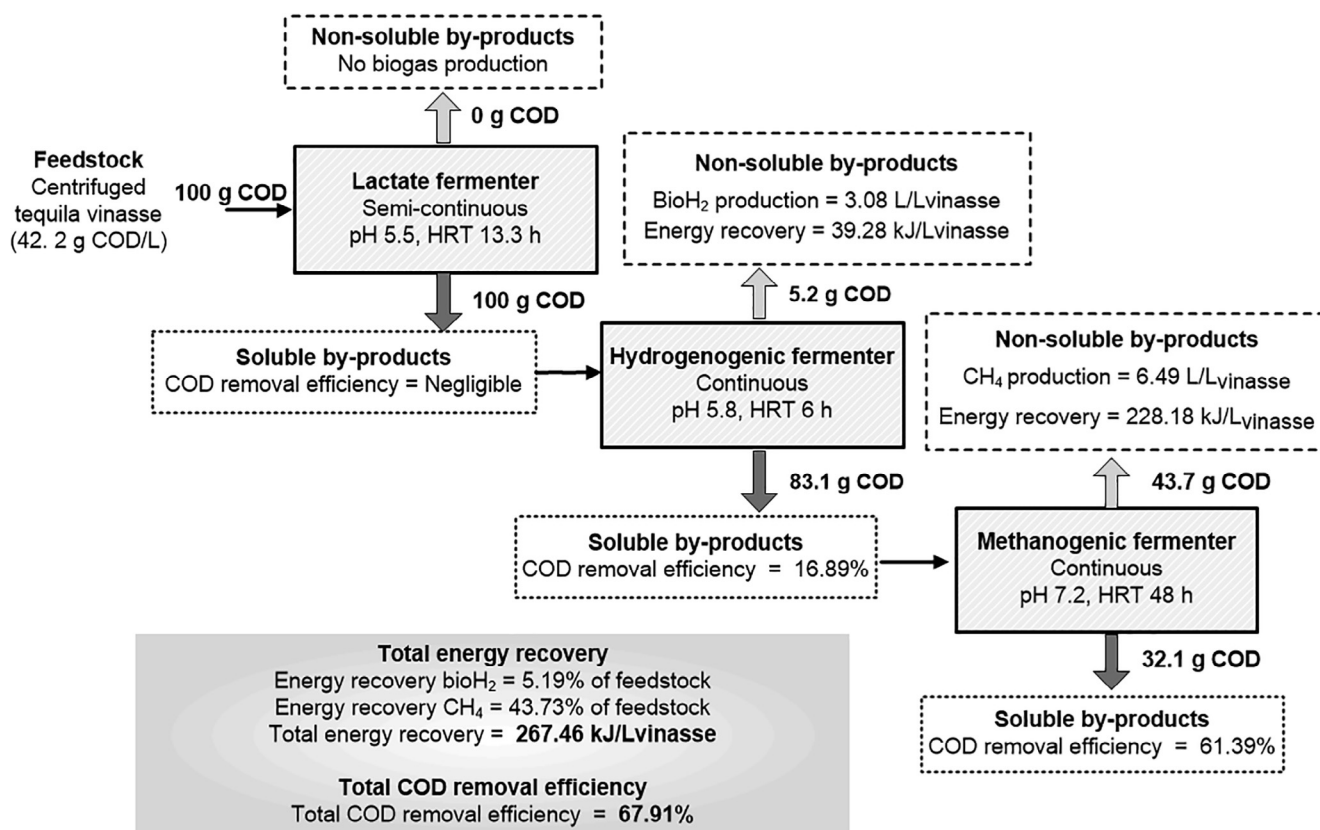 Non-soluble by-products
No biogas production
0 g COD
Feedstock
Centrifuged
tequila vinasse
(42. 2 g COD/L)
100 g COD
Lactate fermenter
Semi-continuous
pH 5.5, HRT 13.3 h
Non-soluble by-products
BioH₂ production = 3.08 L/Lvinasse
Energy recovery = 39.28 kJ/Lvinasse
100 g COD
5.2 g COD
Soluble by-products
COD removal efficiency = Negligible
Hydrogenogenic fermenter
Continuous
pH 5.8, HRT 6 h
Non-soluble by-products
CH₄ production = 6.49 L/Lvinasse
Energy recovery = 228.18 kJ/Lvinasse
83.1 g COD
43.7 g COD
Soluble by-products
COD removal efficiency = 16.89%
Methanogenic fermenter
Continuous
pH 7.2, HRT 48 h
32.1 g COD
Soluble by-products
COD removal efficiency = 61.39%
Total energy recovery
Energy recovery bioH₂ = 5.19% of feedstock
Energy recovery CH₄ = 43.73% of feedstock
Total energy recovery = 267.46 kJ/Lvinasse
Total COD removal efficiency
Total COD removal efficiency = 67.91%